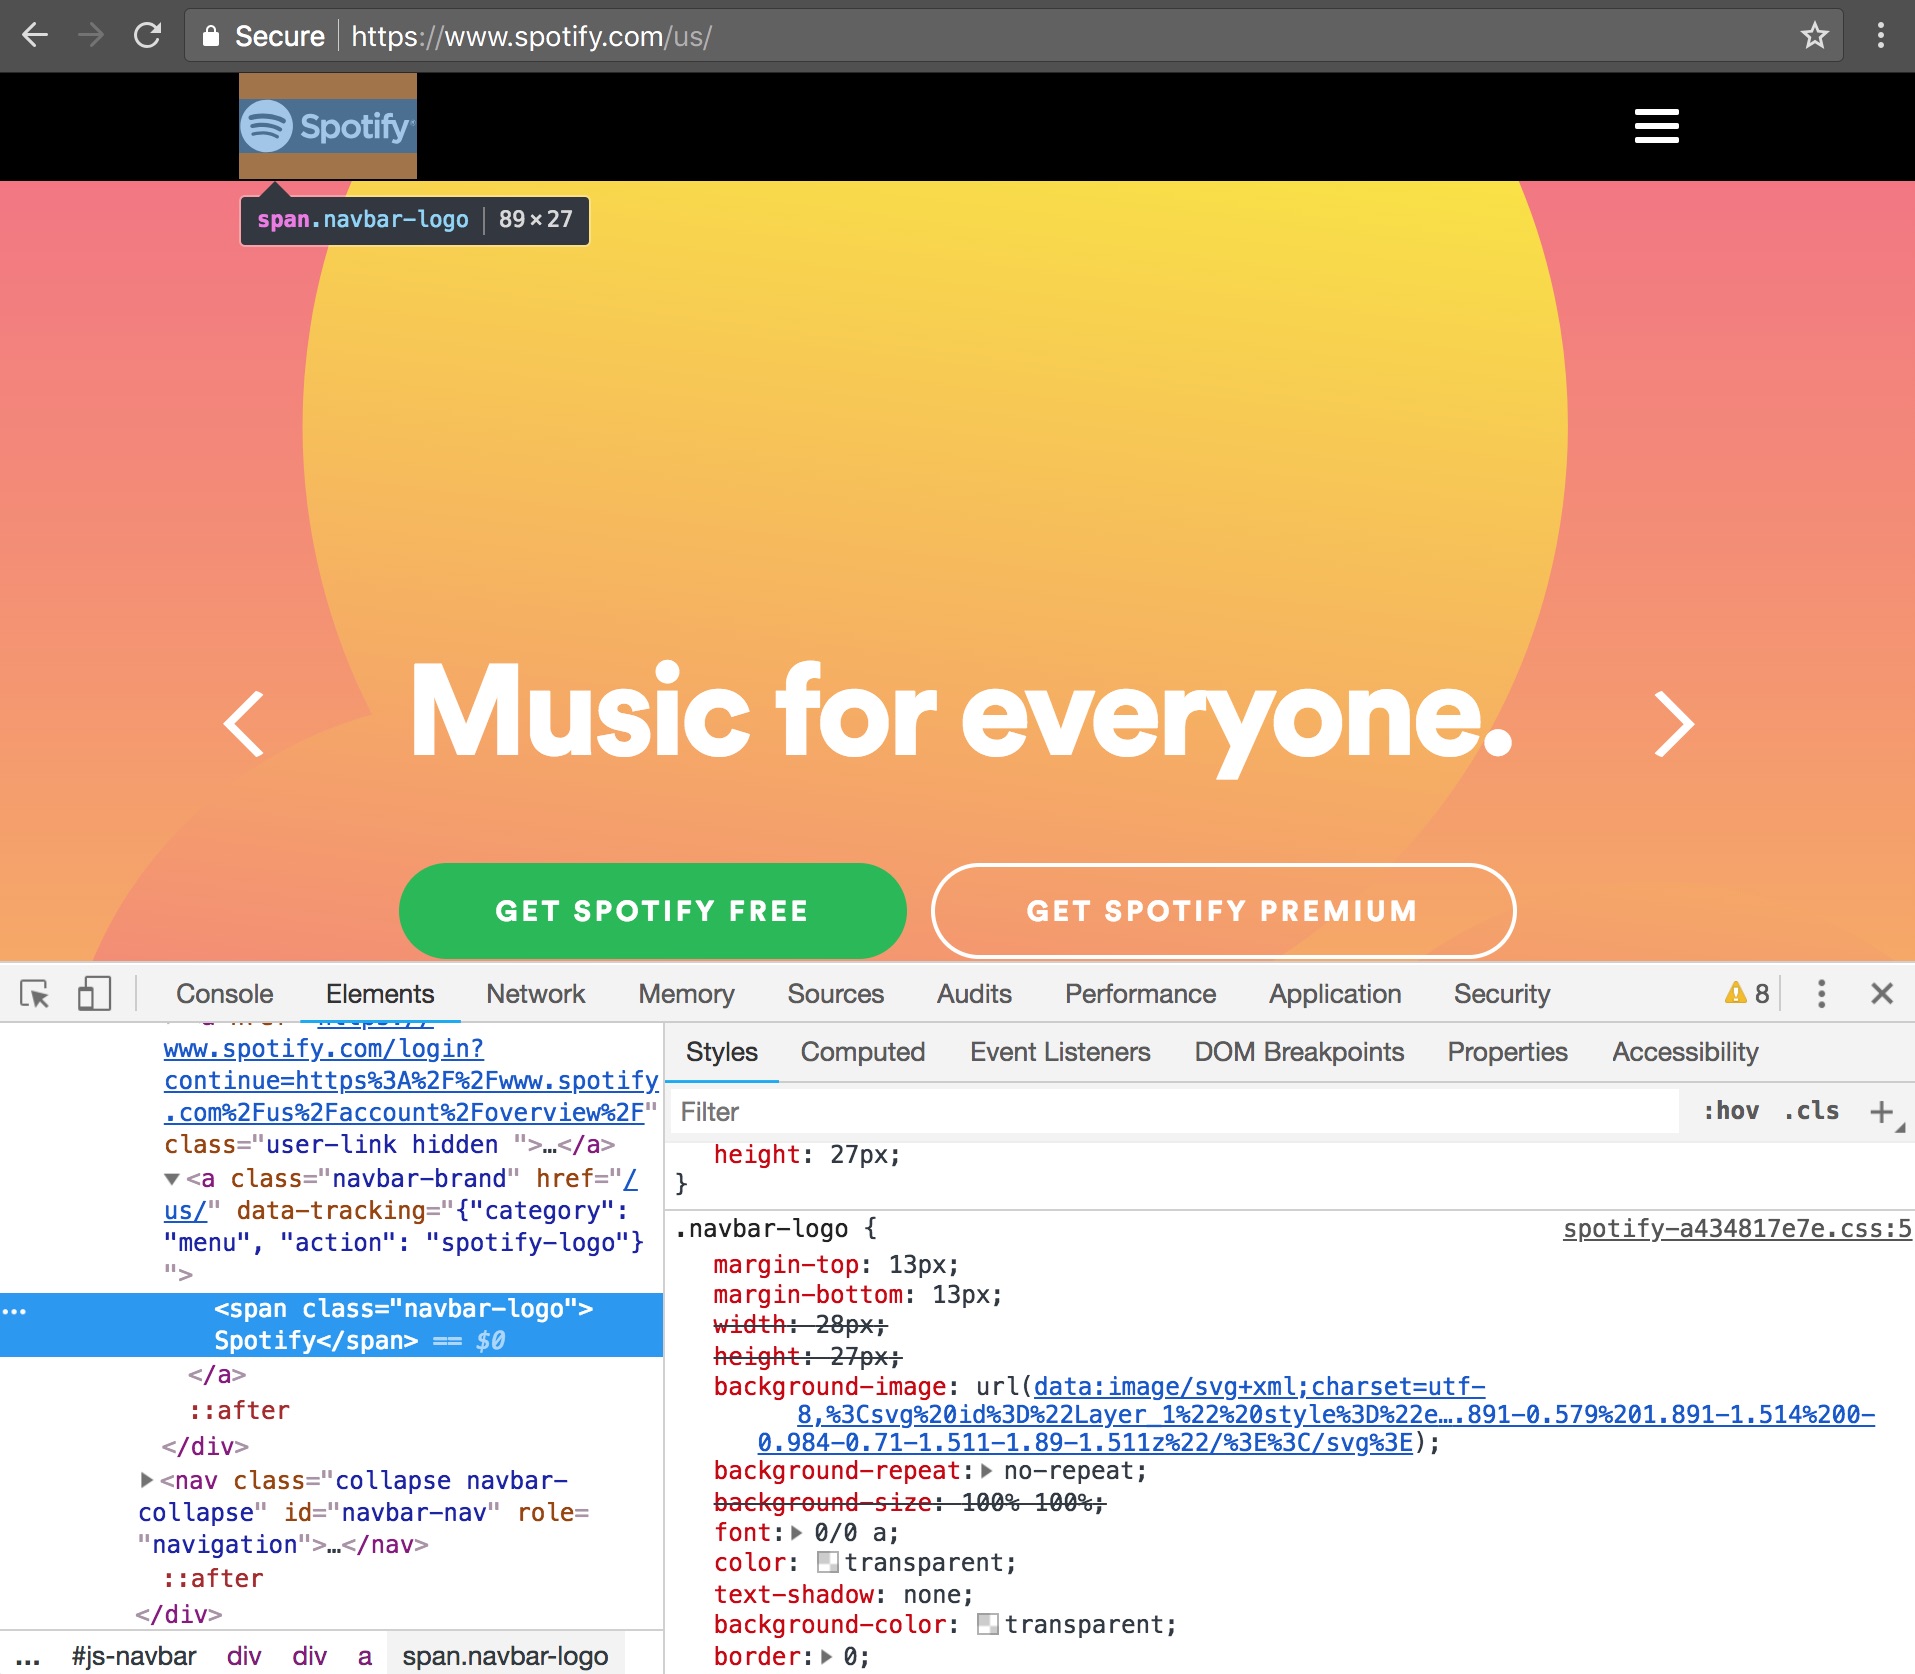 Secure https://www.spotify.com/us/
Spotify
span.navbar-logo 89×27
Music for everyone.
GET SPOTIFY FREE
GET SPOTIFY PREMIUM
Console Elements Network Memory Sources Audits Performance Application Security 8
www.spotify.com/login?
continue=https%3A%2F%2Fwww.spotify
.com%2Fus%2Faccount%2Foverview%2F"
class="user-link hidden ">…</a>
▼<a class="navbar-brand" href="/
us/" data-tracking="{"category":
"menu", "action": "spotify-logo"}
">
<span class="navbar-logo">
Spotify</span> == $0
</a>
::after
</div>
▶<nav class="collapse navbar-
collapse" id="navbar-nav" role=
"navigation">…</nav>
::after
</div>
... #js-navbar div div a span.navbar-logo
Styles Computed Event Listeners DOM Breakpoints Properties Accessibility
Filter :hov .cls +
height: 27px;
}
.navbar-logo { spotify-a434817e7e.css:5
margin-top: 13px;
margin-bottom: 13px;
width: 28px;
height: 27px;
background-image: url(data:image/svg+xml;charset=utf-
8,%3Csvg%20id%3D%22Layer_1%22%20style%3D%22e….891-0.579%201.891-1.514%200-
0.984-0.71-1.511-1.89-1.511z%22/%3E%3C/svg%3E);
background-repeat:▶ no-repeat;
background-size: 100% 100%;
font:▶ 0/0 a;
color: transparent;
text-shadow: none;
background-color: transparent;
border:▶ 0;